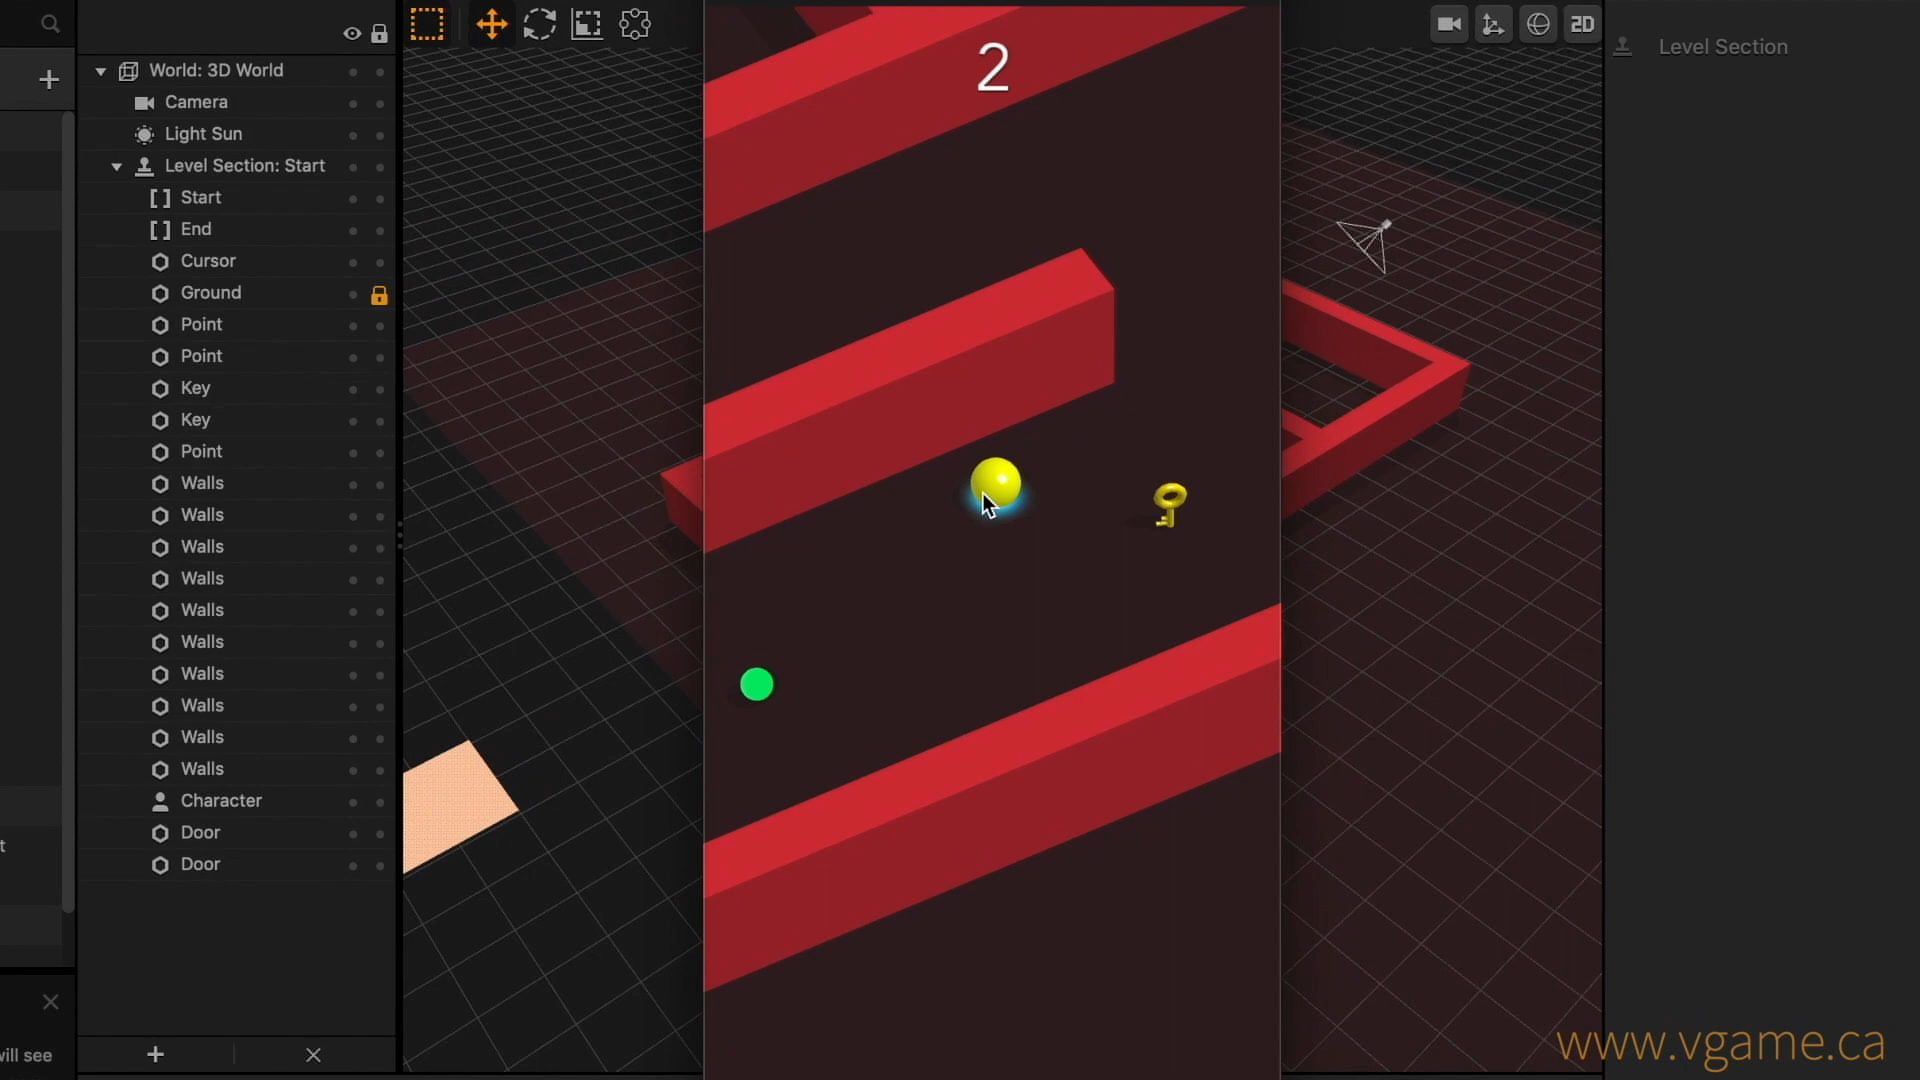 World: 3D World
Camera
Light Sun
Level Section: Start
Start
End
Cursor
Ground
Point
Point
Key
Key
Point
Walls
Walls
Walls
Walls
Walls
Walls
Walls
Walls
Walls
Walls
Character
Door
Door
t
will see
2
2D
Level Section
www.vgame.ca